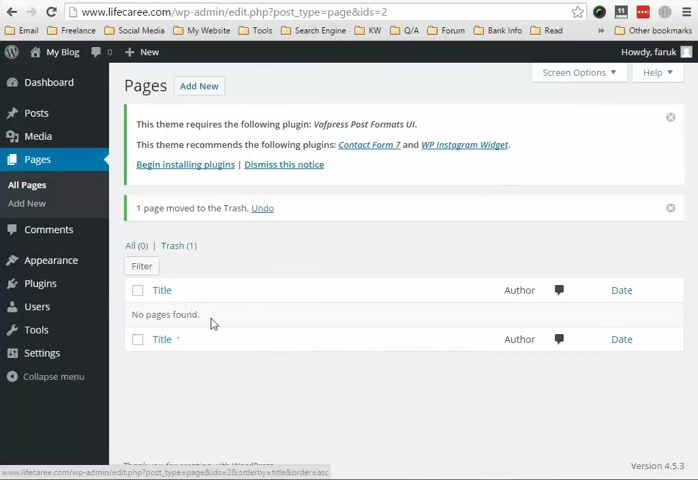 www.lifecaree.com/wp-admin/edit.php?post_type=page&ids=2
Email Freelance Social Media My Website Tools Search Engine KW Q/A Forum Bank Info Read » Other bookmarks
My Blog 0 + New Howdy, faruk
Dashboard
Posts
Media
Pages
All Pages
Add New
Comments
Appearance
Plugins
Users
Tools
Settings
Collapse menu
Screen Options Help
Pages Add New
This theme requires the following plugin: Vafpress Post Formats UI.
This theme recommends the following plugins: Contact Form 7 and WP Instagram Widget.
Begin installing plugins | Dismiss this notice
1 page moved to the Trash. Undo
All (0) | Trash (1)
Filter
Title Author Date
No pages found.
Title Author Date
Thank you for creating with WordPress. Version 4.5.3
www.lifecaree.com/wp-admin/edit.php?post_type=page&ids=2&orderby=title&order=asc